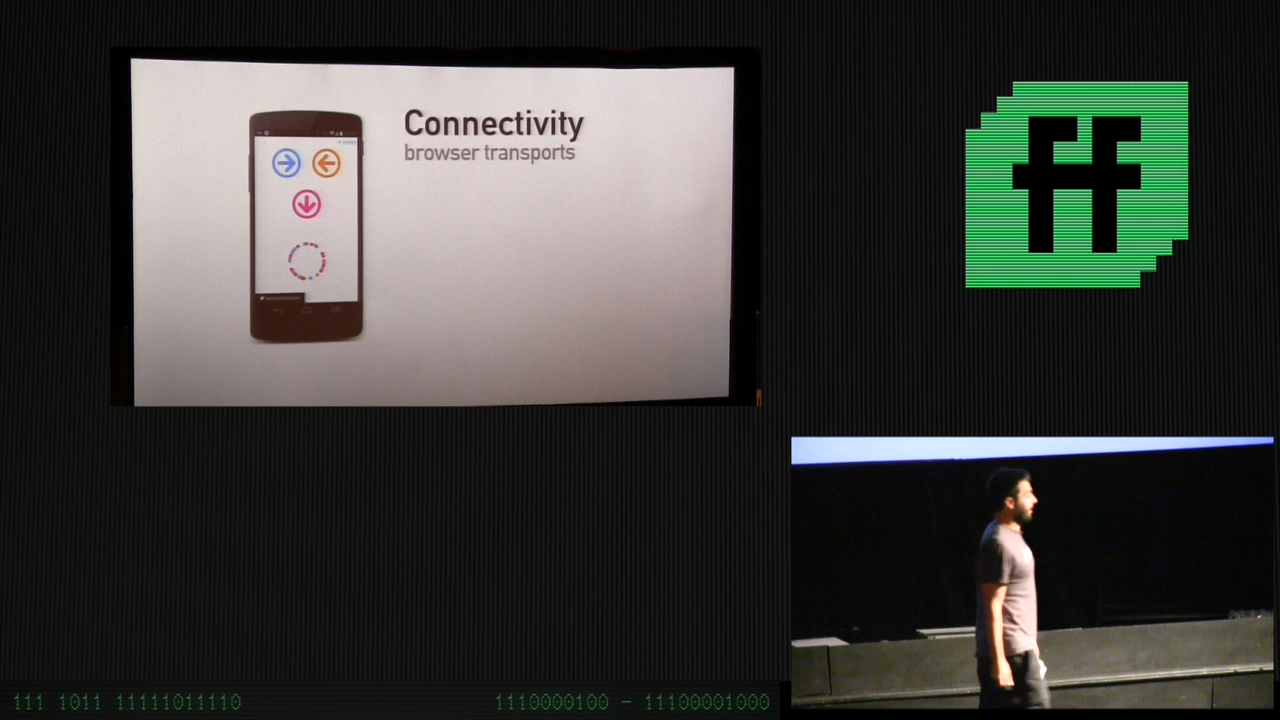 Connectivity
browser transports
ff
111 1011 11111011110
1110000100 - 11100001000